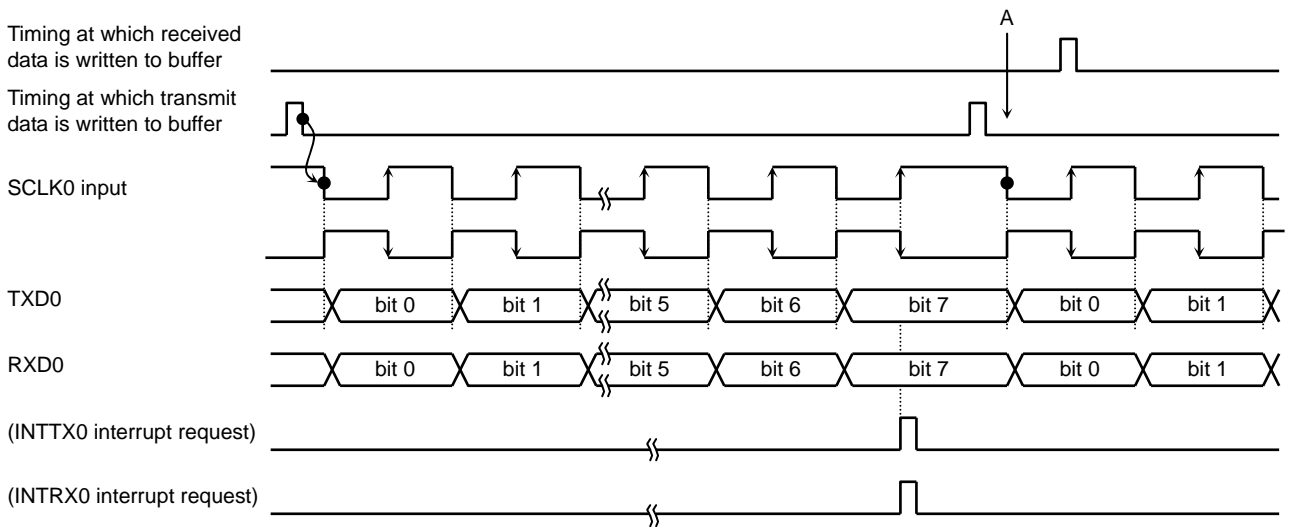 A
Timing at which received
data is written to buffer
Timing at which transmit
data is written to buffer
SCLK0 input
TXD0
bit 0 bit 1 bit 5 bit 6 bit 7 bit 0 bit 1
RXD0
bit 0 bit 1 bit 5 bit 6 bit 7 bit 0 bit 1
(INTTX0 interrupt request)
(INTRX0 interrupt request)